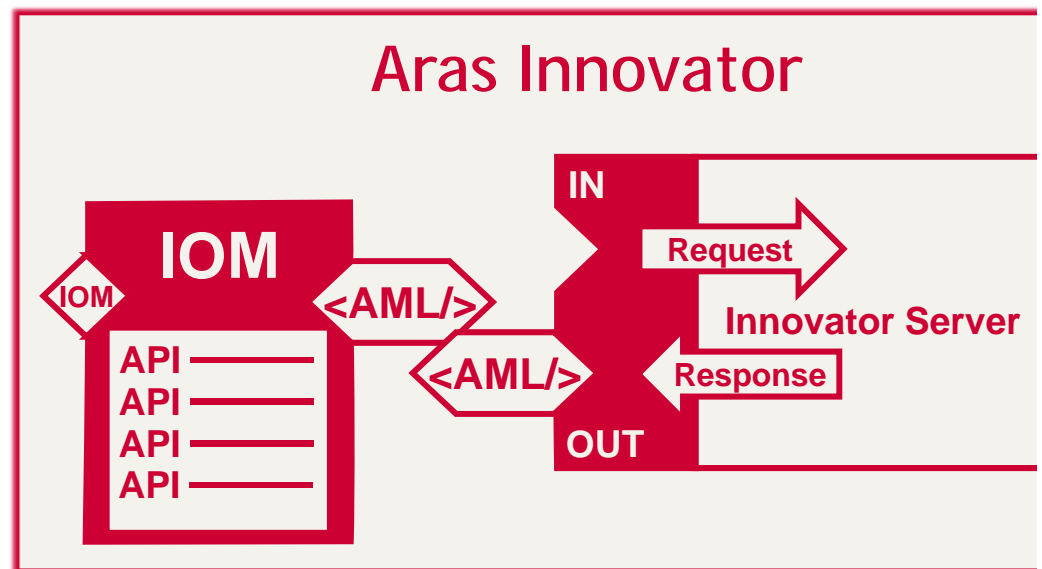 Aras Innovator
IOM
IOM
<AML/>
API
API
API
API
IN
Request
Innovator Server
<AML/>
Response
OUT